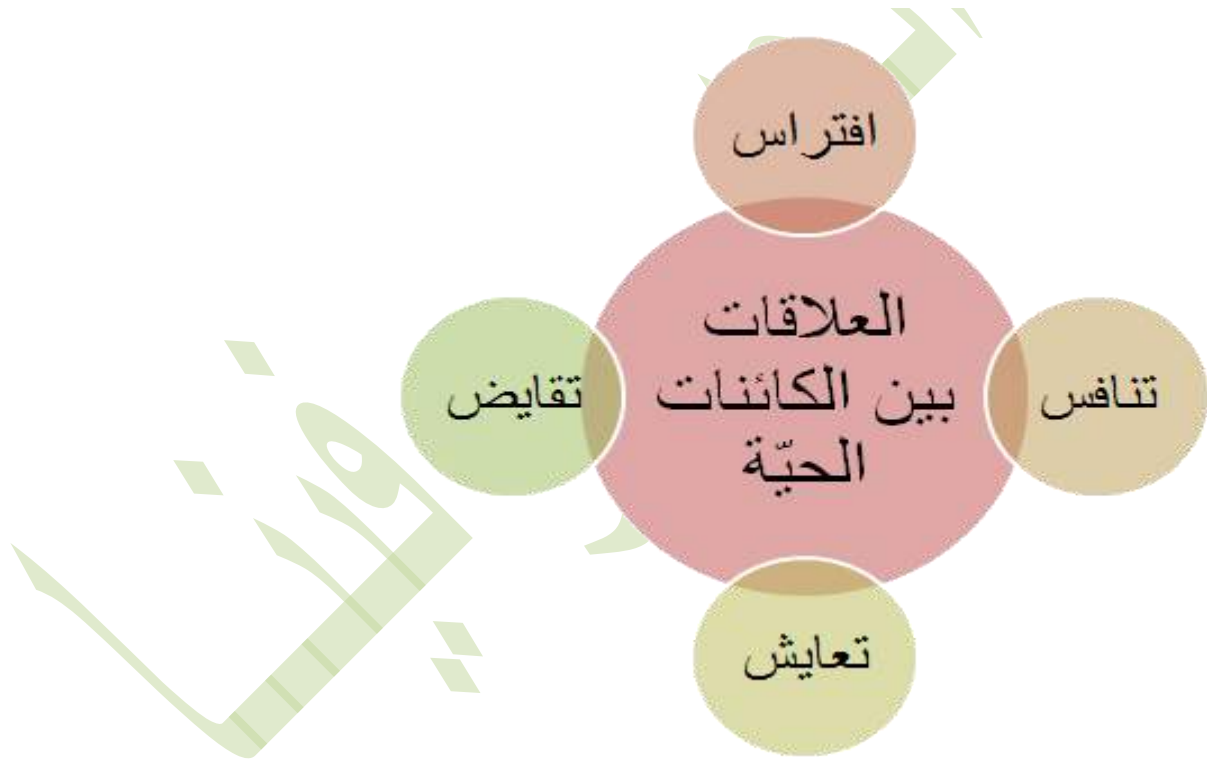 افتراس
العلاقات
بين الكائنات
الحيّة
تنافس
تقايض
تعايش